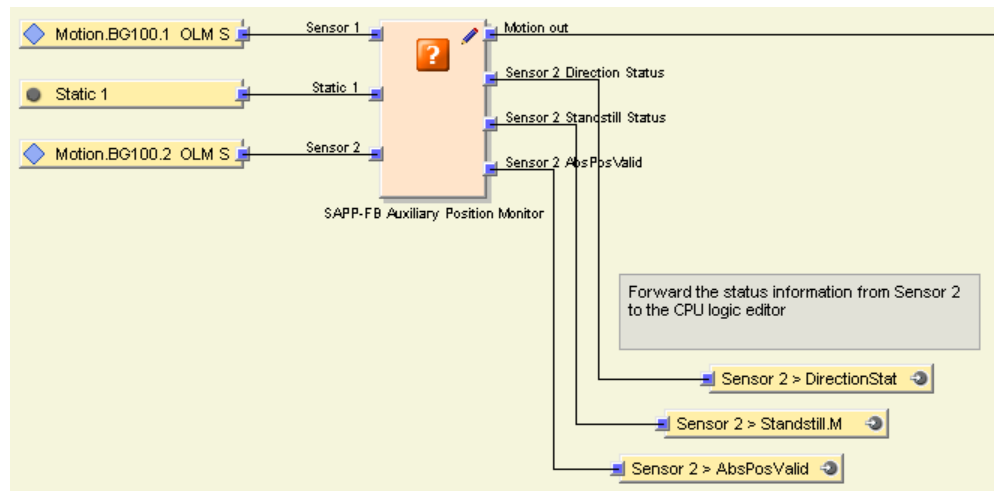 Motion.BG100.1 OLM S
Sensor 1
Motion out
?
Sensor 2 Direction Status
Static 1
Static 1
Sensor 2 Standstill Status
Motion.BG100.2 OLM S
Sensor 2
Sensor 2 AbsPosValid
SAPP-FB Auxiliary Position Monitor
Forward the status information from Sensor 2
to the CPU logic editor
Sensor 2 > DirectionStat
Sensor 2 > Standstill.M
Sensor 2 > AbsPosValid